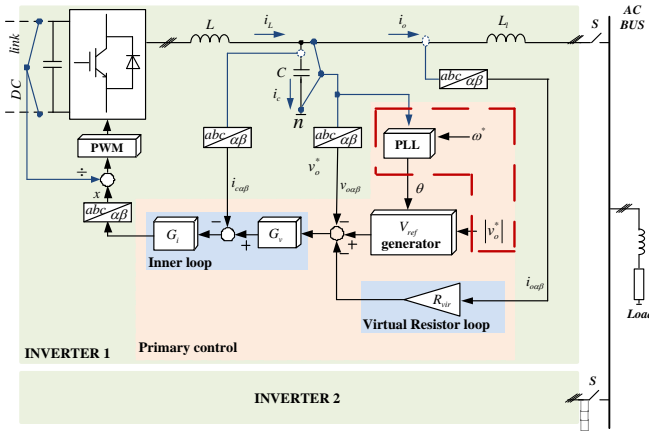 AC
BUS
S
L
i_L
i_o
L_l
DC link
C
i_c
n
abc
αβ
PWM
÷
x
abc
αβ
abc
αβ
abc
αβ
v_o^*
v_oαβ
i_cαβ
PLL
ω^*
θ
G_i
−
+
G_v
−
+
−
V_ref
generator
|v_o^*|
Inner loop
i_oαβ
R_vir
Virtual Resistor loop
Load
INVERTER 1
Primary control
INVERTER 2
S